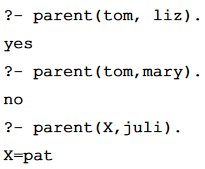 ?- parent(tom, liz).
yes
?- parent(tom,mary).
no
?- parent(X,juli).
X=pat